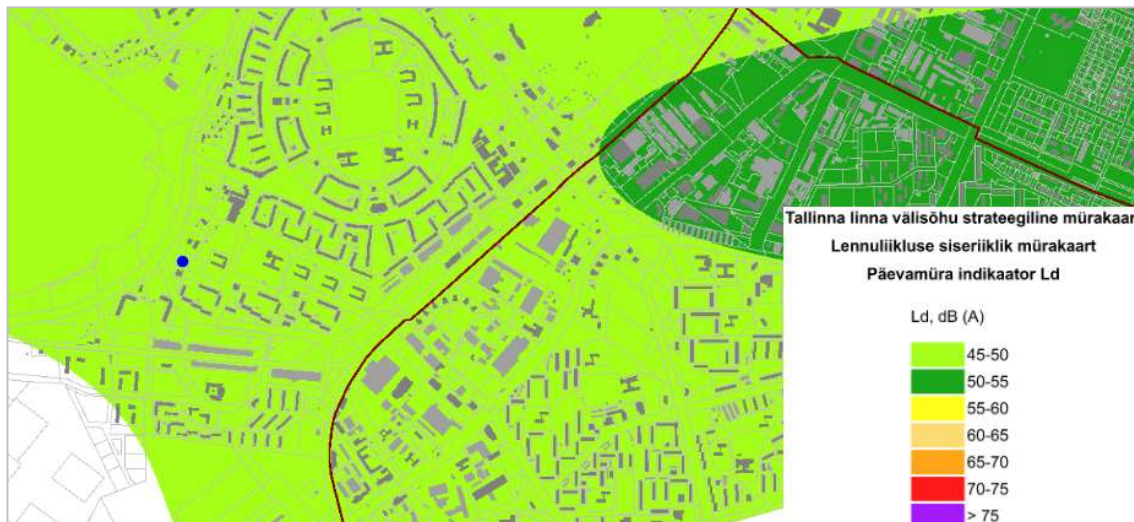 Tallinna linna välisõhu strateegiline mürakaar
Lennuliikluse siseriiklik mürakaart
Päevamüra indikaator Ld
Ld, dB (A)
45-50
50-55
55-60
60-65
65-70
70-75
> 75